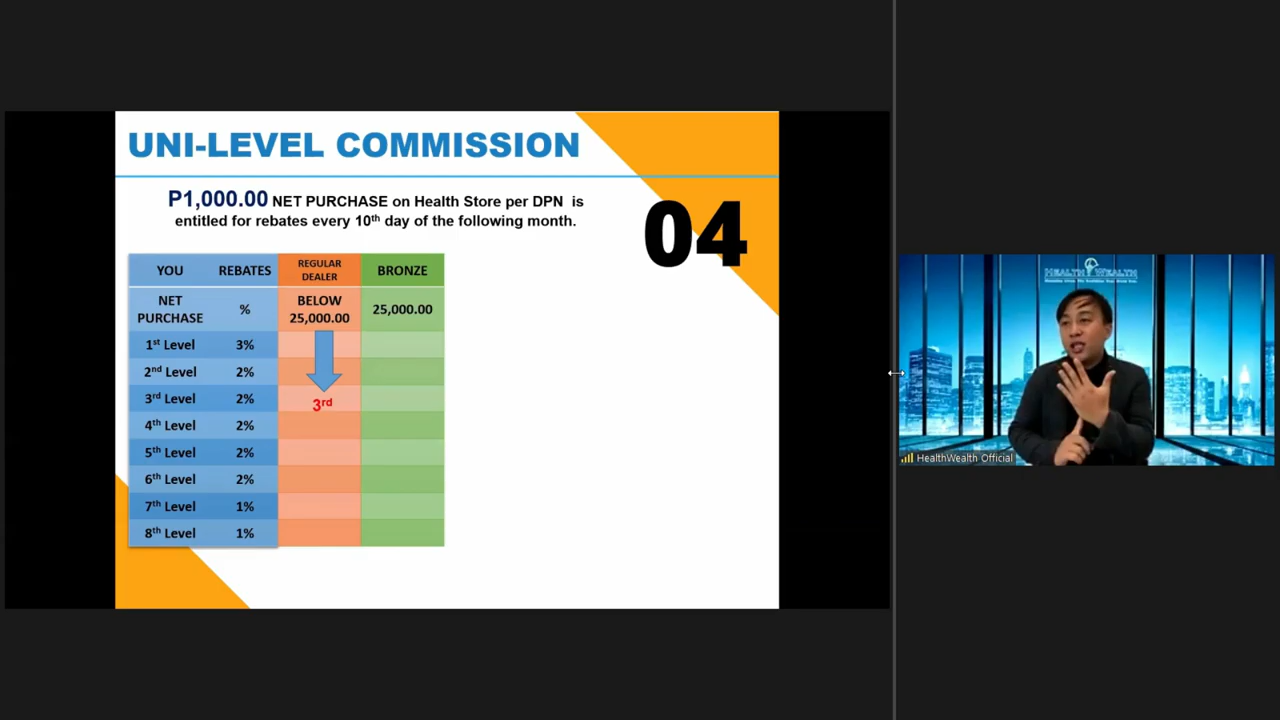 UNI-LEVEL COMMISSION
P1,000.00 NET PURCHASE on Health Store per DPN is
entitled for rebates every 10th day of the following month.
04
YOU REBATES REGULAR DEALER BRONZE
NET PURCHASE % BELOW 25,000.00 25,000.00
1st Level 3%
2nd Level 2%
3rd Level 2% 3rd
4th Level 2%
5th Level 2%
6th Level 2%
7th Level 1%
8th Level 1%
HEALTH WEALTH
HealthWealth Official